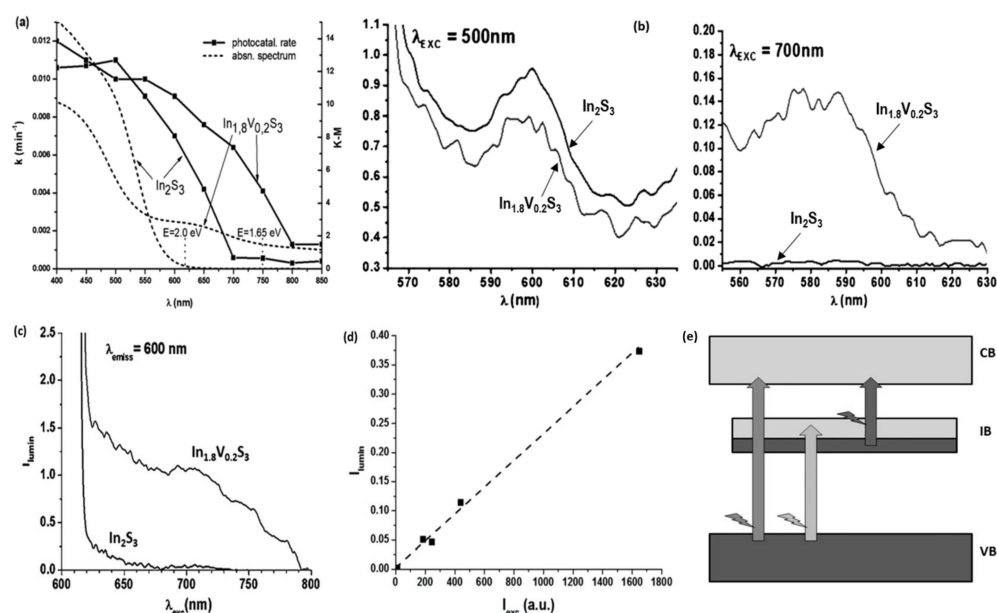 (a)
0.012
0.010
0.008
0.006
0.004
0.002
0.000
k (min⁻¹)
photocatal. rate
absn. spectrum
In₁,₈V₀,₂S₃
In₂S₃
E=2.0 eV
E=1.65 eV
14
12
10
8
6
4
2
0
K-M
400 450 500 550 600 650 700 750 800 850
λ (nm)
(b)
1.1
1.0
0.9
0.8
0.7
0.6
0.5
0.4
0.3
λEXC = 500nm
In₂S₃
In₁.₈V₀.₂S₃
570 580 590 600 610 620 630
λ (nm)
0.20
0.18
0.16
0.14
0.12
0.10
0.08
0.06
0.04
0.02
0.00
λEXC = 700nm
In₁.₈V₀.₂S₃
In₂S₃
560 570 580 590 600 610 620 630
λ (nm)
(c)
2.5
2.0
1.5
1.0
0.5
0.0
Ilumin
λemiss = 600 nm
In₁.₈V₀.₂S₃
In₂S₃
600 650 700 750 800
λexc(nm)
(d)
0.40
0.35
0.30
0.25
0.20
0.15
0.10
0.05
0.00
Ilumin
0 200 400 600 800 1000 1200 1400 1600 1800
Iexc (a.u.)
(e)
CB
IB
VB